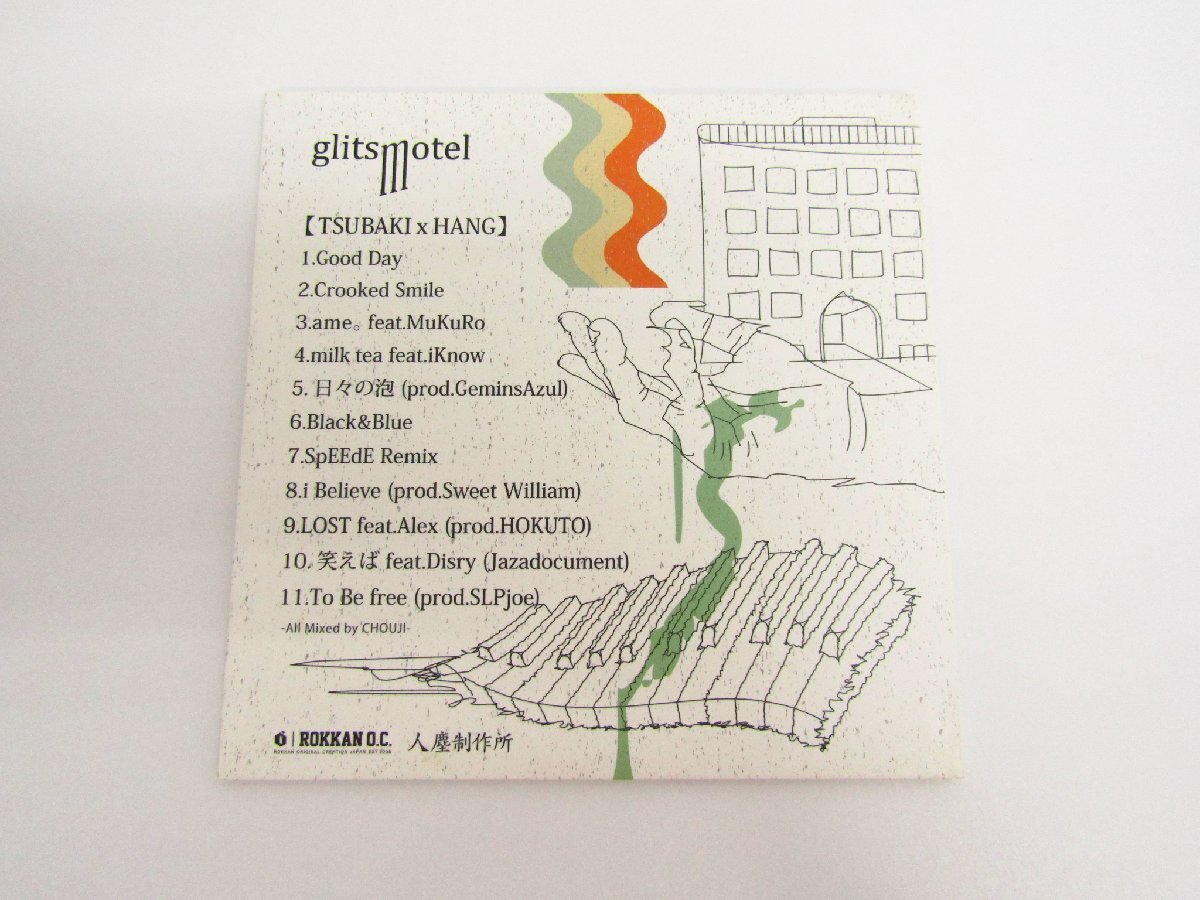 glitsmotel
【TSUBAKI x HANG】
1.Good Day
2.Crooked Smile
3.ame。feat.MuKuRo
4.milk tea feat.iKnow
5. 日々の泡 (prod.GeminsAzul)
6.Black&Blue
7.SpEEdE Remix
8.i Believe (prod.Sweet William)
9.LOST feat.Alex (prod.HOKUTO)
10. 笑えば feat.Disry (Jazadocument)
11.To Be free (prod.SLPjoe)
-All Mixed by CHOUJI-
ROKKAN O.C. 人塵制作所